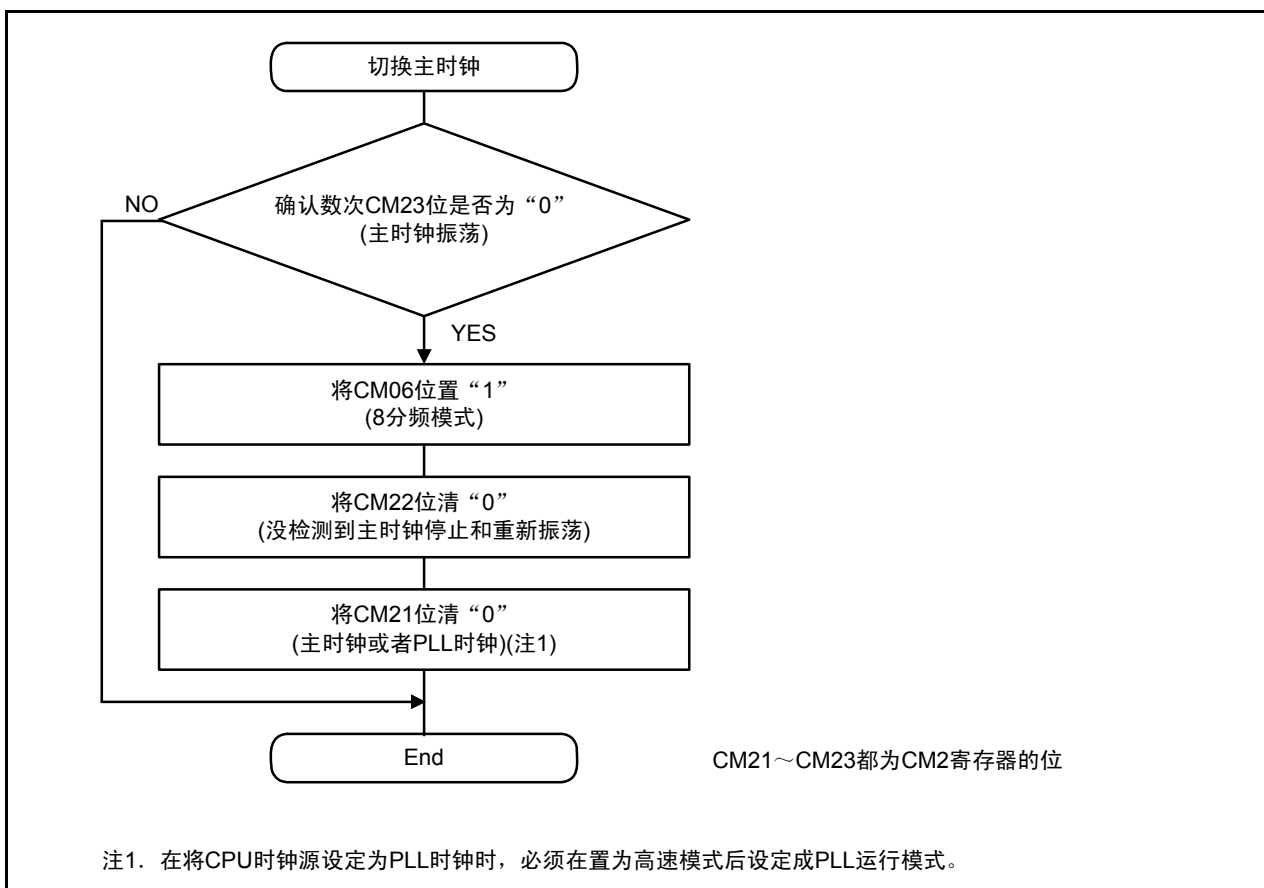 切换主时钟
确认数次CM23位是否为“0”
(主时钟振荡)
NO
YES
将CM06位置“1”
(8分频模式)
将CM22位清“0”
(没检测到主时钟停止和重新振荡)
将CM21位清“0”
(主时钟或者PLL时钟)(注1)
End
CM21～CM23都为CM2寄存器的位
注1. 在将CPU时钟源设定为PLL时钟时，必须在置为高速模式后设定成PLL运行模式。